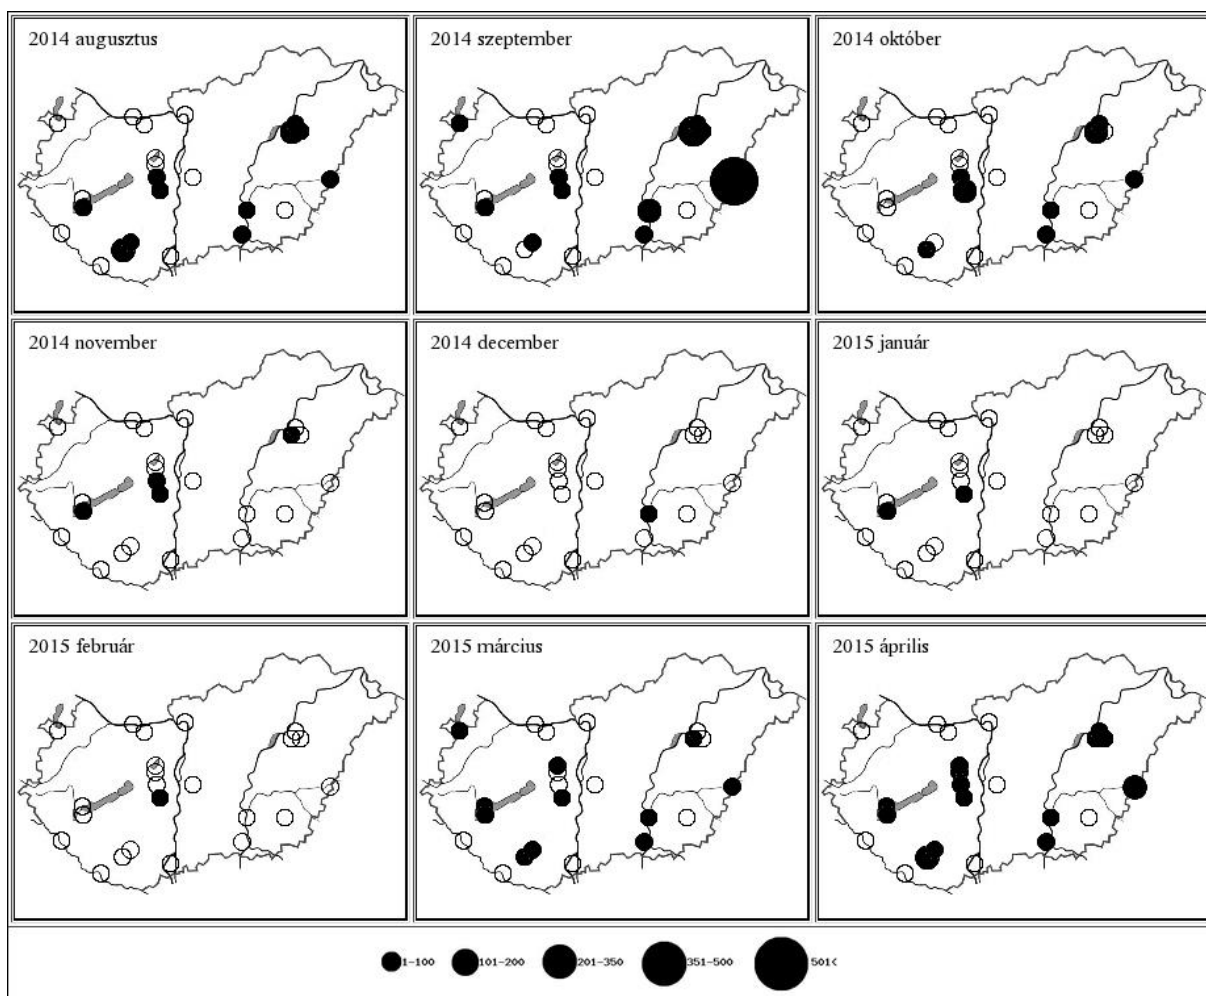 2014 augusztus
2014 szeptember
2014 október
2014 november
2014 december
2015 január
2015 február
2015 március
2015 április
1-100
101-200
201-350
351-500
501<